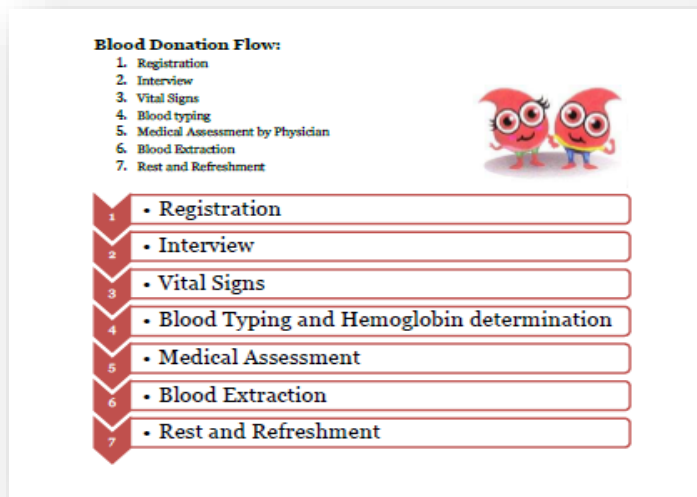 Blood Donation Flow:
1. Registration
2. Interview
3. Vital Signs
4. Blood typing
5. Medical Assessment by Physician
6. Blood Extraction
7. Rest and Refreshment
1 • Registration
2 • Interview
3 • Vital Signs
4 • Blood Typing and Hemoglobin determination
5 • Medical Assessment
6 • Blood Extraction
7 • Rest and Refreshment